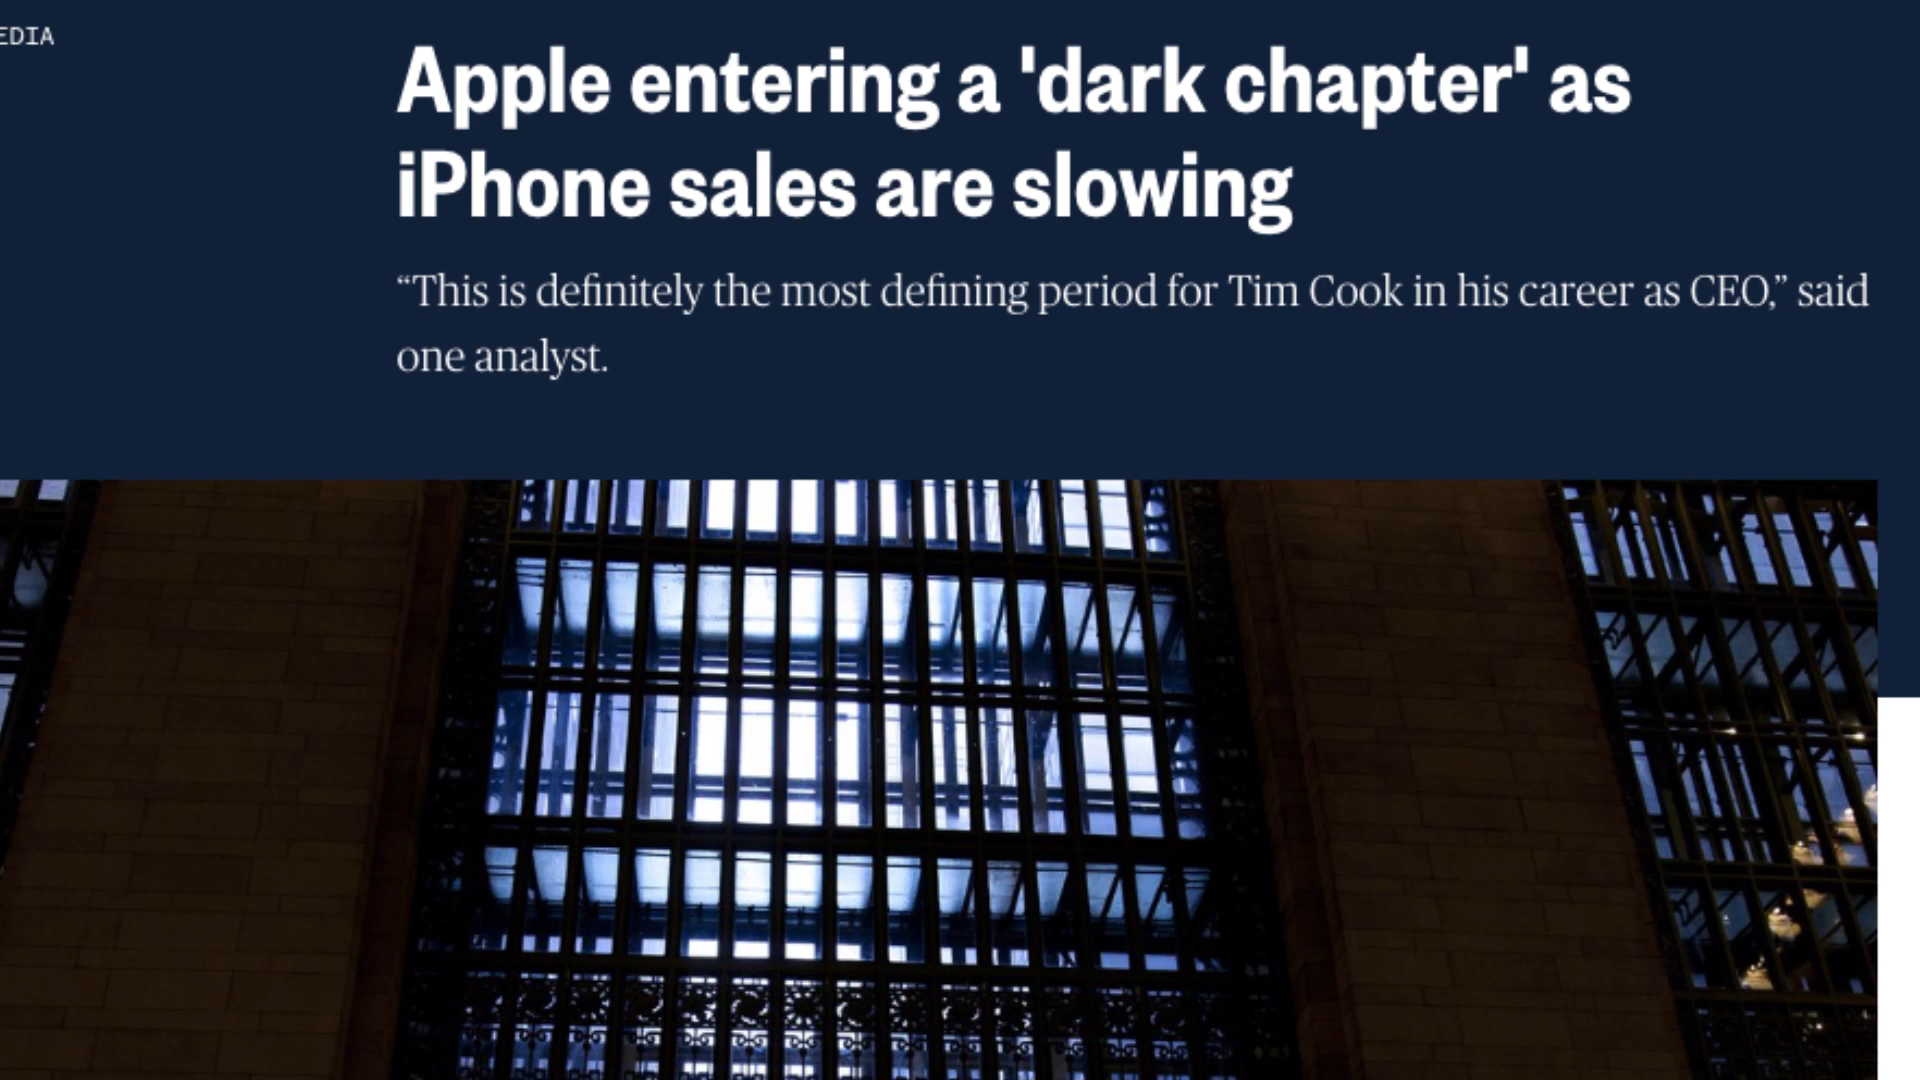 EDIA
Apple entering a 'dark chapter' as
iPhone sales are slowing
“This is definitely the most defining period for Tim Cook in his career as CEO,” said
one analyst.